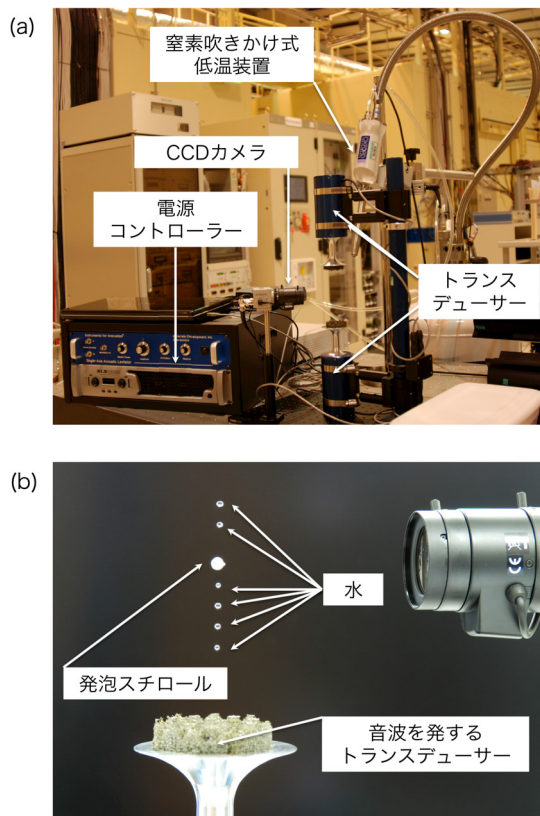 (a)
窒素吹きかけ式
低温装置
CCDカメラ
電源
コントローラー
トランス
デューサー
(b)
水
発泡スチロール
音波を発する
トランスデューサー
CE